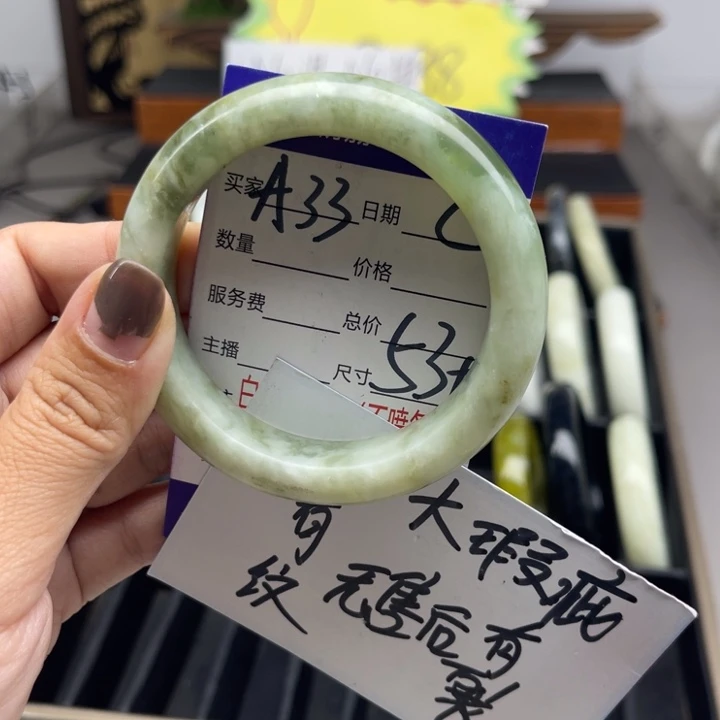 买家 A33 日期
数量 价格
服务费 总价
主播 尺寸 53+
有 大瑕疵
纹 无售后有